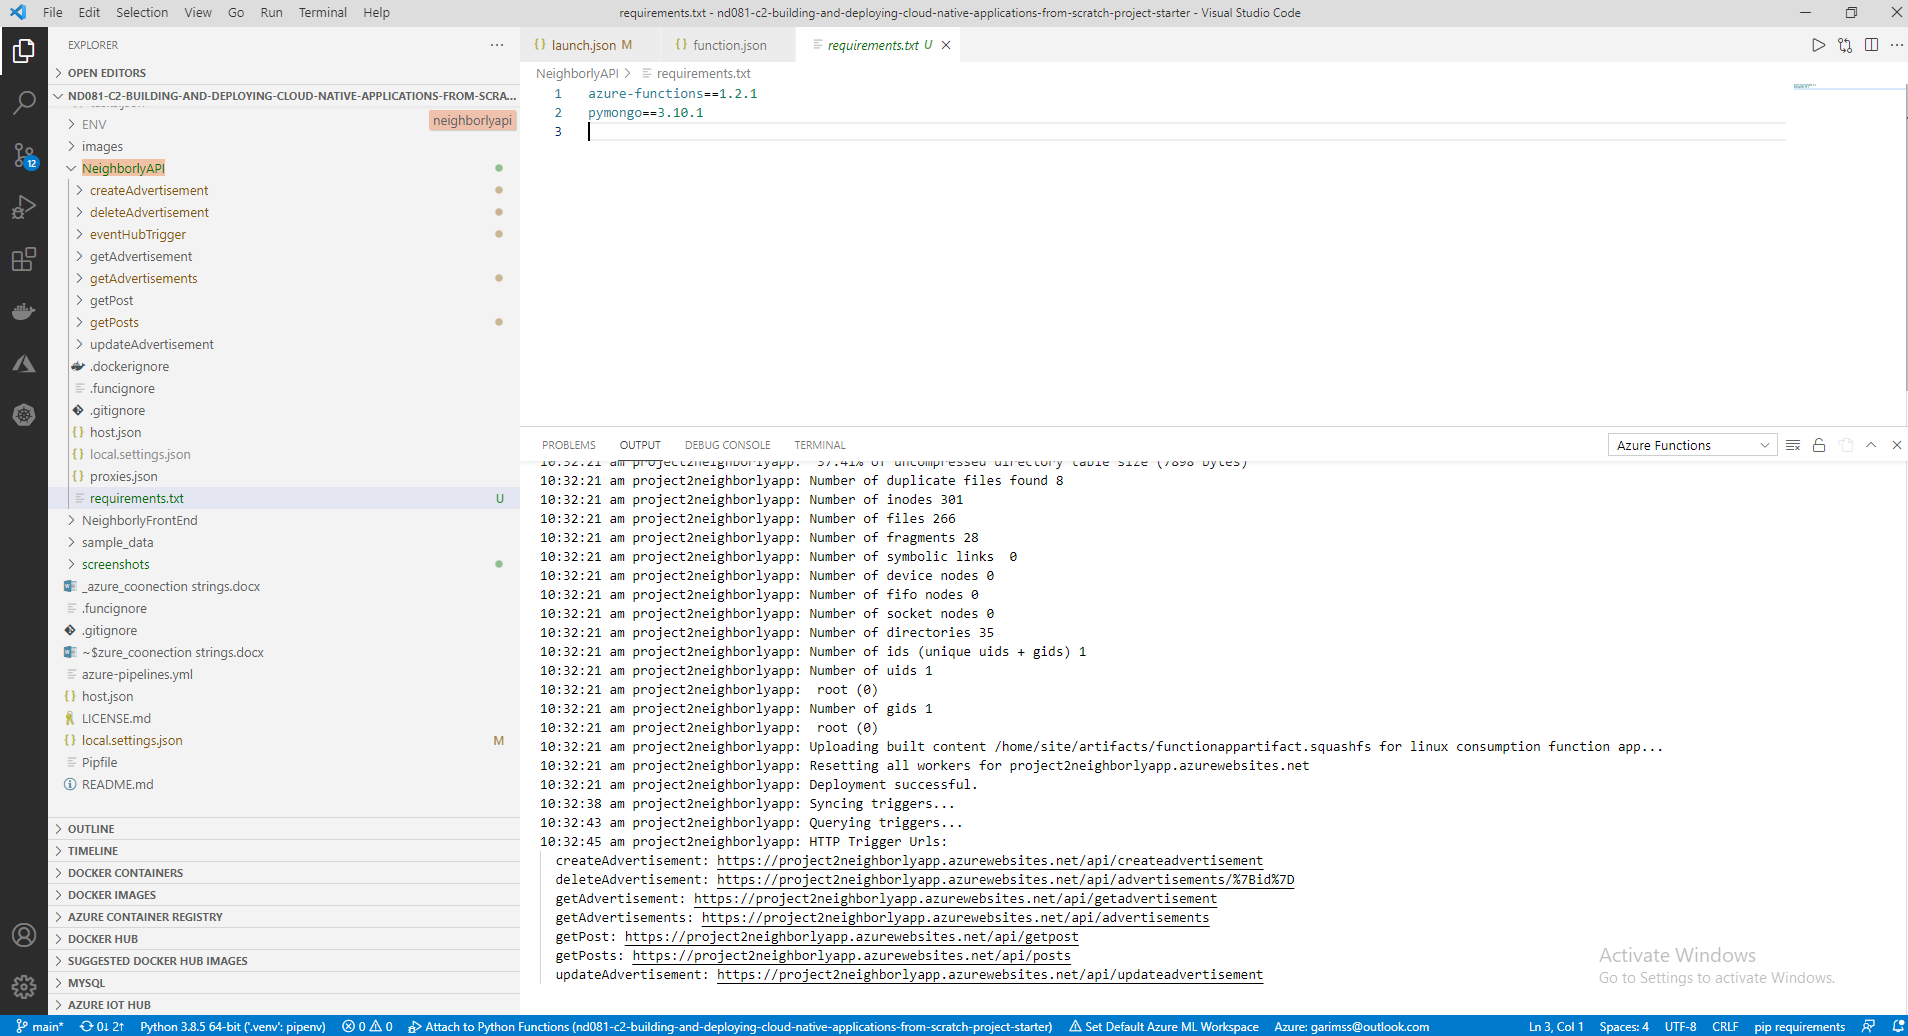 File Edit Selection View Go Run Terminal Help
requirements.txt - nd081-c2-building-and-deploying-cloud-native-applications-from-scratch-project-starter - Visual Studio Code
EXPLORER
OPEN EDITORS
ND081-C2-BUILDING-AND-DEPLOYING-CLOUD-NATIVE-APPLICATIONS-FROM-SCRA...
ENV
neighborlyapi
images
NeighborlyAPI
createAdvertisement
deleteAdvertisement
eventHubTrigger
getAdvertisement
getAdvertisements
getPost
getPosts
updateAdvertisement
.dockerignore
.funcignore
.gitignore
host.json
local.settings.json
proxies.json
requirements.txt U
NeighborlyFrontEnd
sample_data
screenshots
_azure_coonection strings.docx
.funcignore
.gitignore
~$zure_coonection strings.docx
azure-pipelines.yml
host.json
LICENSE.md
local.settings.json M
Pipfile
README.md
OUTLINE
TIMELINE
DOCKER CONTAINERS
DOCKER IMAGES
AZURE CONTAINER REGISTRY
DOCKER HUB
SUGGESTED DOCKER HUB IMAGES
MYSQL
AZURE IOT HUB
12
launch.json M
function.json
requirements.txt U
NeighborlyAPI > requirements.txt
1 azure-functions==1.2.1
2 pymongo==3.10.1
3
PROBLEMS OUTPUT DEBUG CONSOLE TERMINAL
Azure Functions
10:32:21 am project2neighborlyapp:  37.41% of uncompressed directory table size (7898 bytes)
10:32:21 am project2neighborlyapp: Number of duplicate files found 8
10:32:21 am project2neighborlyapp: Number of inodes 301
10:32:21 am project2neighborlyapp: Number of files 266
10:32:21 am project2neighborlyapp: Number of fragments 28
10:32:21 am project2neighborlyapp: Number of symbolic links  0
10:32:21 am project2neighborlyapp: Number of device nodes 0
10:32:21 am project2neighborlyapp: Number of fifo nodes 0
10:32:21 am project2neighborlyapp: Number of socket nodes 0
10:32:21 am project2neighborlyapp: Number of directories 35
10:32:21 am project2neighborlyapp: Number of ids (unique uids + gids) 1
10:32:21 am project2neighborlyapp: Number of uids 1
10:32:21 am project2neighborlyapp:  root (0)
10:32:21 am project2neighborlyapp: Number of gids 1
10:32:21 am project2neighborlyapp:  root (0)
10:32:21 am project2neighborlyapp: Uploading built content /home/site/artifacts/functionappartifact.squashfs for linux consumption function app...
10:32:21 am project2neighborlyapp: Resetting all workers for project2neighborlyapp.azurewebsites.net
10:32:21 am project2neighborlyapp: Deployment successful.
10:32:38 am project2neighborlyapp: Syncing triggers...
10:32:43 am project2neighborlyapp: Querying triggers...
10:32:45 am project2neighborlyapp: HTTP Trigger Urls:
createAdvertisement: https://project2neighborlyapp.azurewebsites.net/api/createadvertisement
deleteAdvertisement: https://project2neighborlyapp.azurewebsites.net/api/advertisements/%7Bid%7D
getAdvertisement: https://project2neighborlyapp.azurewebsites.net/api/getadvertisement
getAdvertisements: https://project2neighborlyapp.azurewebsites.net/api/advertisements
getPost: https://project2neighborlyapp.azurewebsites.net/api/getpost
getPosts: https://project2neighborlyapp.azurewebsites.net/api/posts
updateAdvertisement: https://project2neighborlyapp.azurewebsites.net/api/updateadvertisement
Activate Windows
Go to Settings to activate Windows.
main* 0↓ 2↑ Python 3.8.5 64-bit ('.venv': pipenv) 0 0 Attach to Python Functions (nd081-c2-building-and-deploying-cloud-native-applications-from-scratch-project-starter) Set Default Azure ML Workspace Azure: garimss@outlook.com Ln 3, Col 1 Spaces: 4 UTF-8 CRLF pip requirements